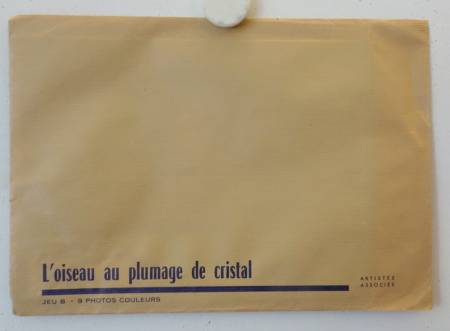 L'oiseau au plumage de cristal
JEU B - 8 PHOTOS COULEURS
ARTISTES
ASSOCIÉS